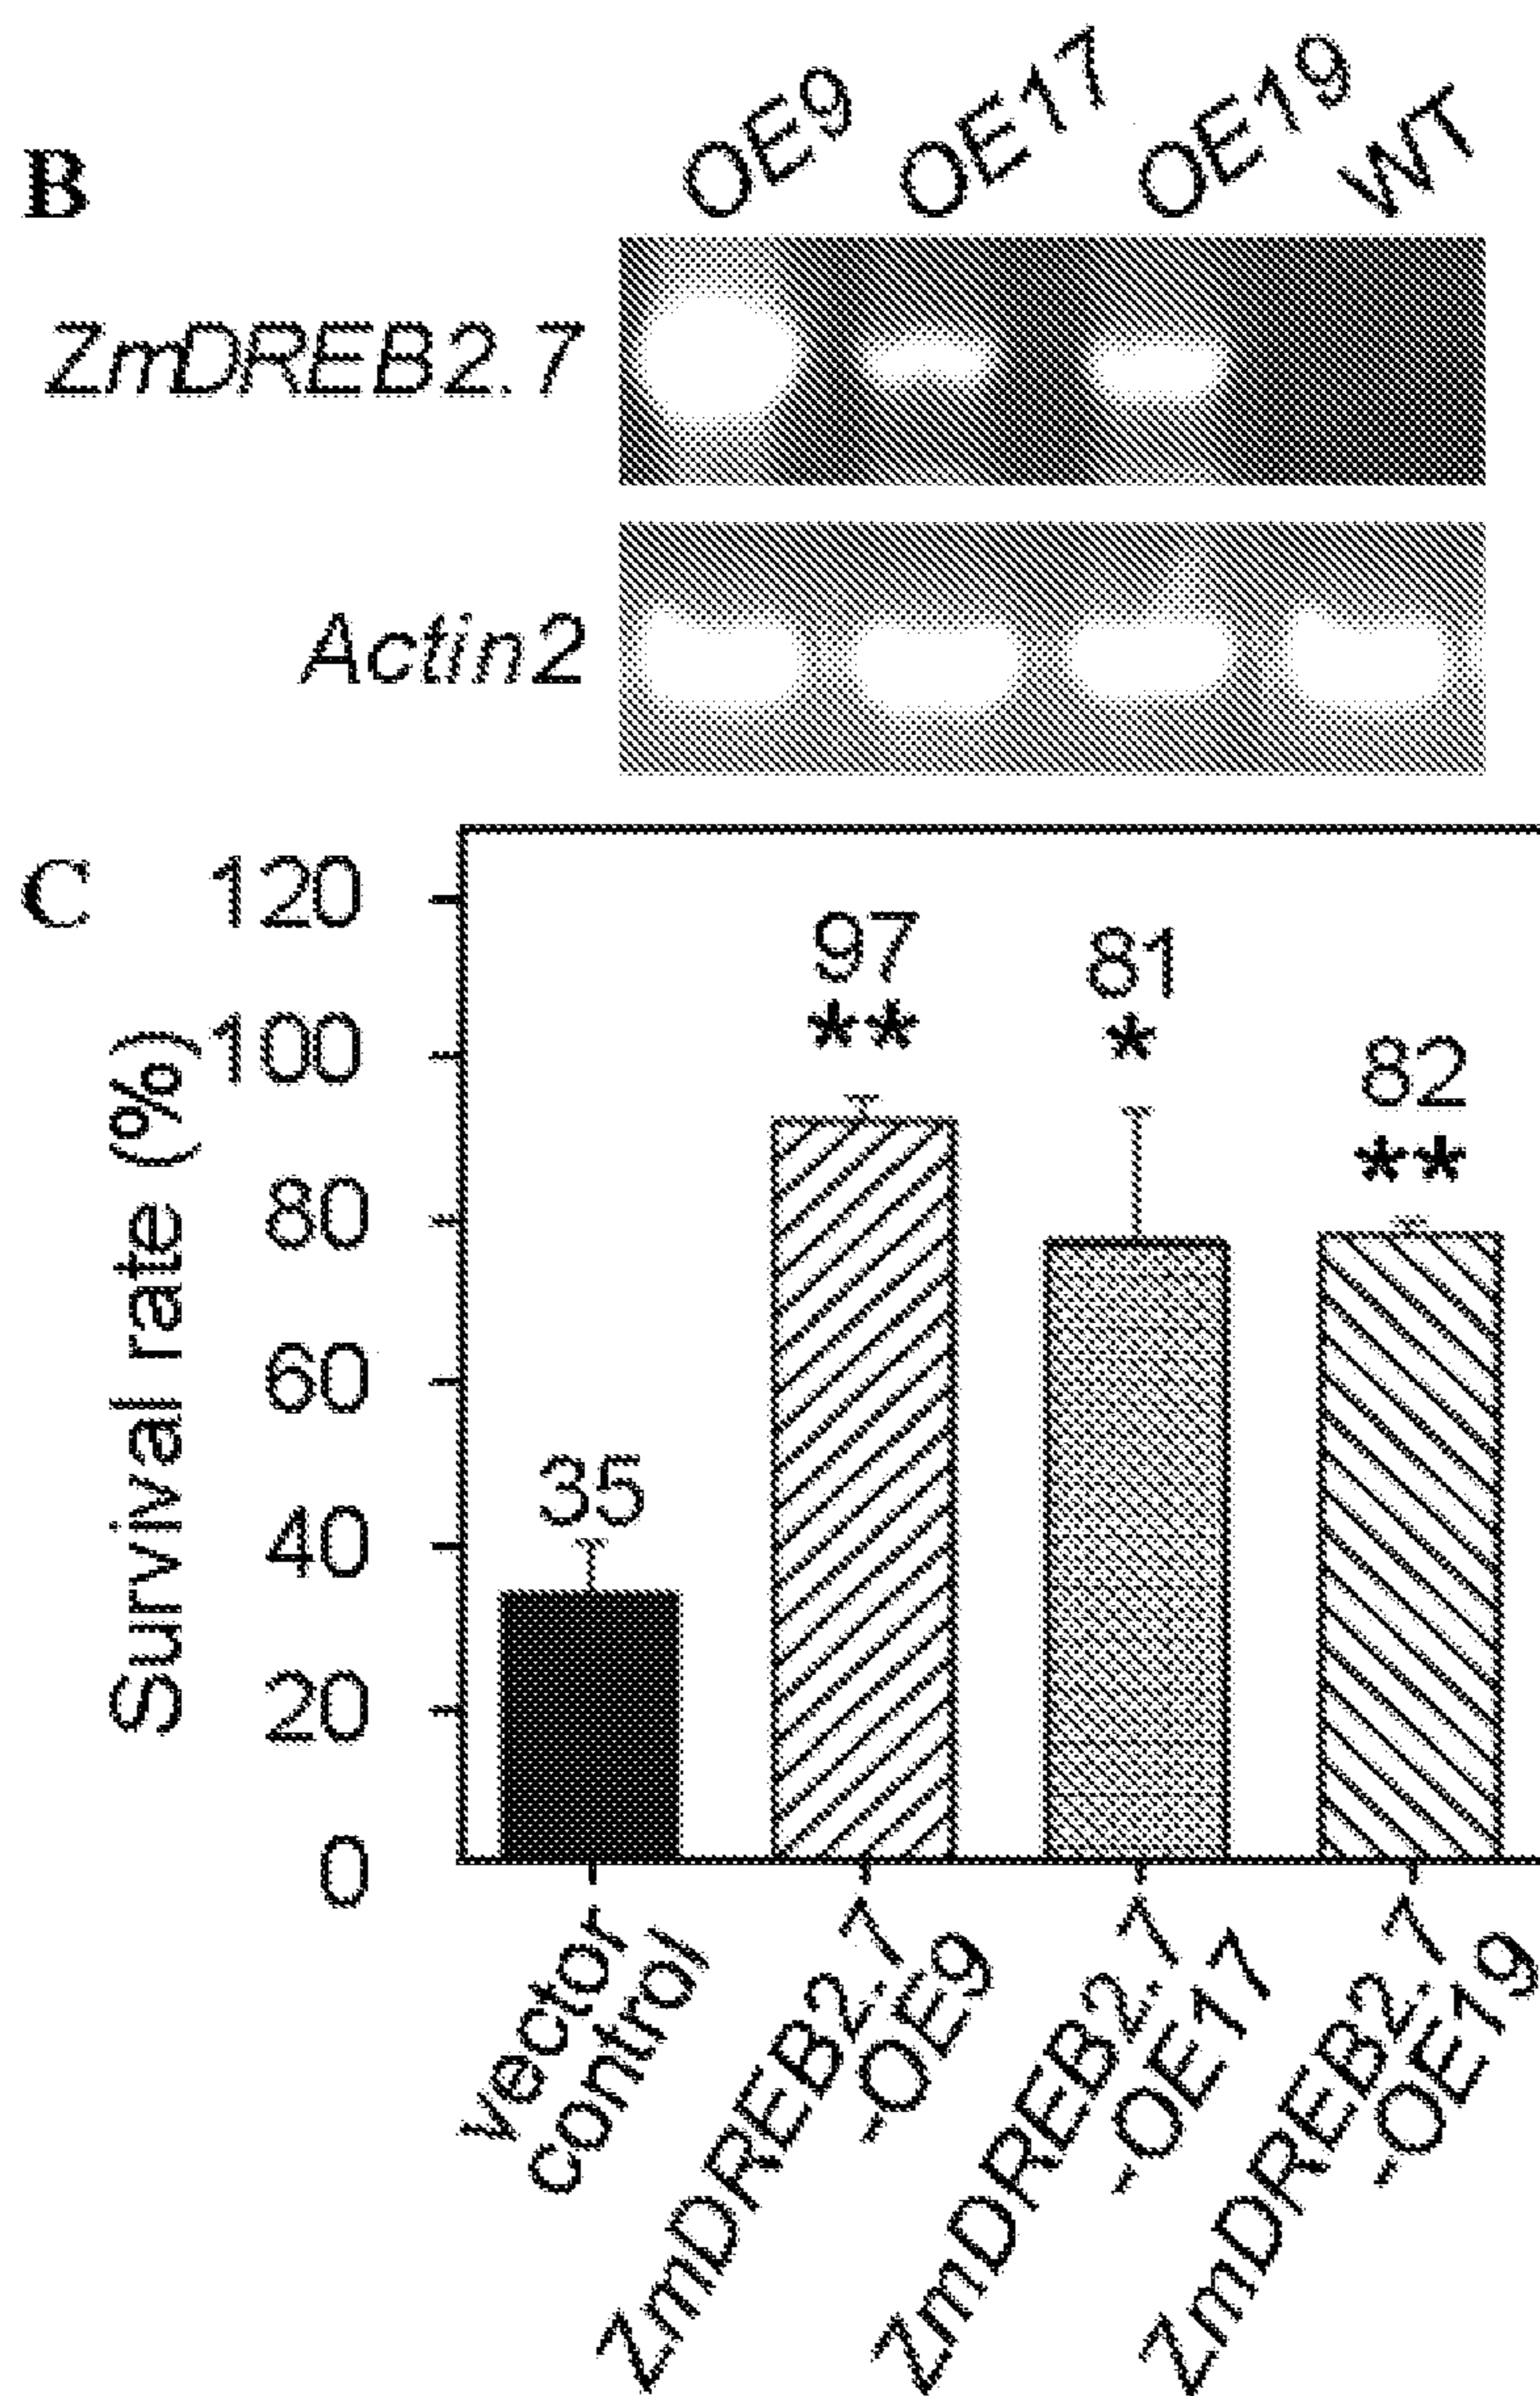 B
OE9 OE17 OE19 WT
ZmDREB2.7
Actin2
C
120
100
80
60
40
20
0
Survival rate (%)
35
97
**
81
*
82
**
vector
control
ZmDREB2.7
-OE9
ZmDREB2.7
-OE17
ZmDREB2.7
-OE19